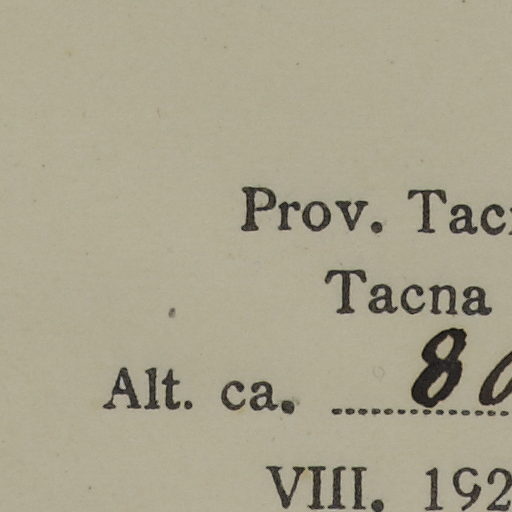 Prov. Tac
Tacna
Alt. ca. 80
VIII. 192